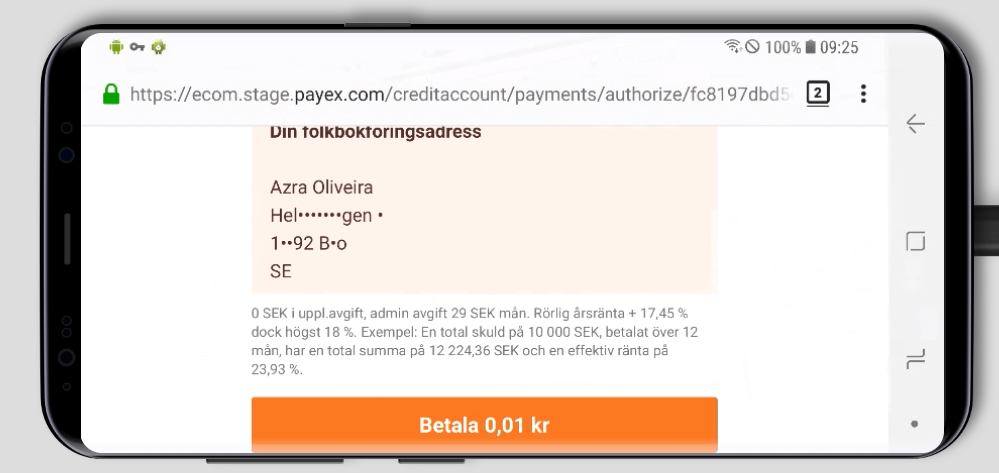 100% 09:25
https://ecom.stage.payex.com/creditaccount/payments/authorize/fc8197dbd5
2
Din folkbokföringsadress
Azra Oliveira
Hel•••••••gen •
1••92 B•o
SE
0 SEK i uppl.avgift, admin avgift 29 SEK mån. Rörlig årsränta + 17,45 %
dock högst 18 %. Exempel: En total skuld på 10 000 SEK, betalat över 12
mån, har en total summa på 12 224,36 SEK och en effektiv ränta på
23,93 %.
Betala 0,01 kr